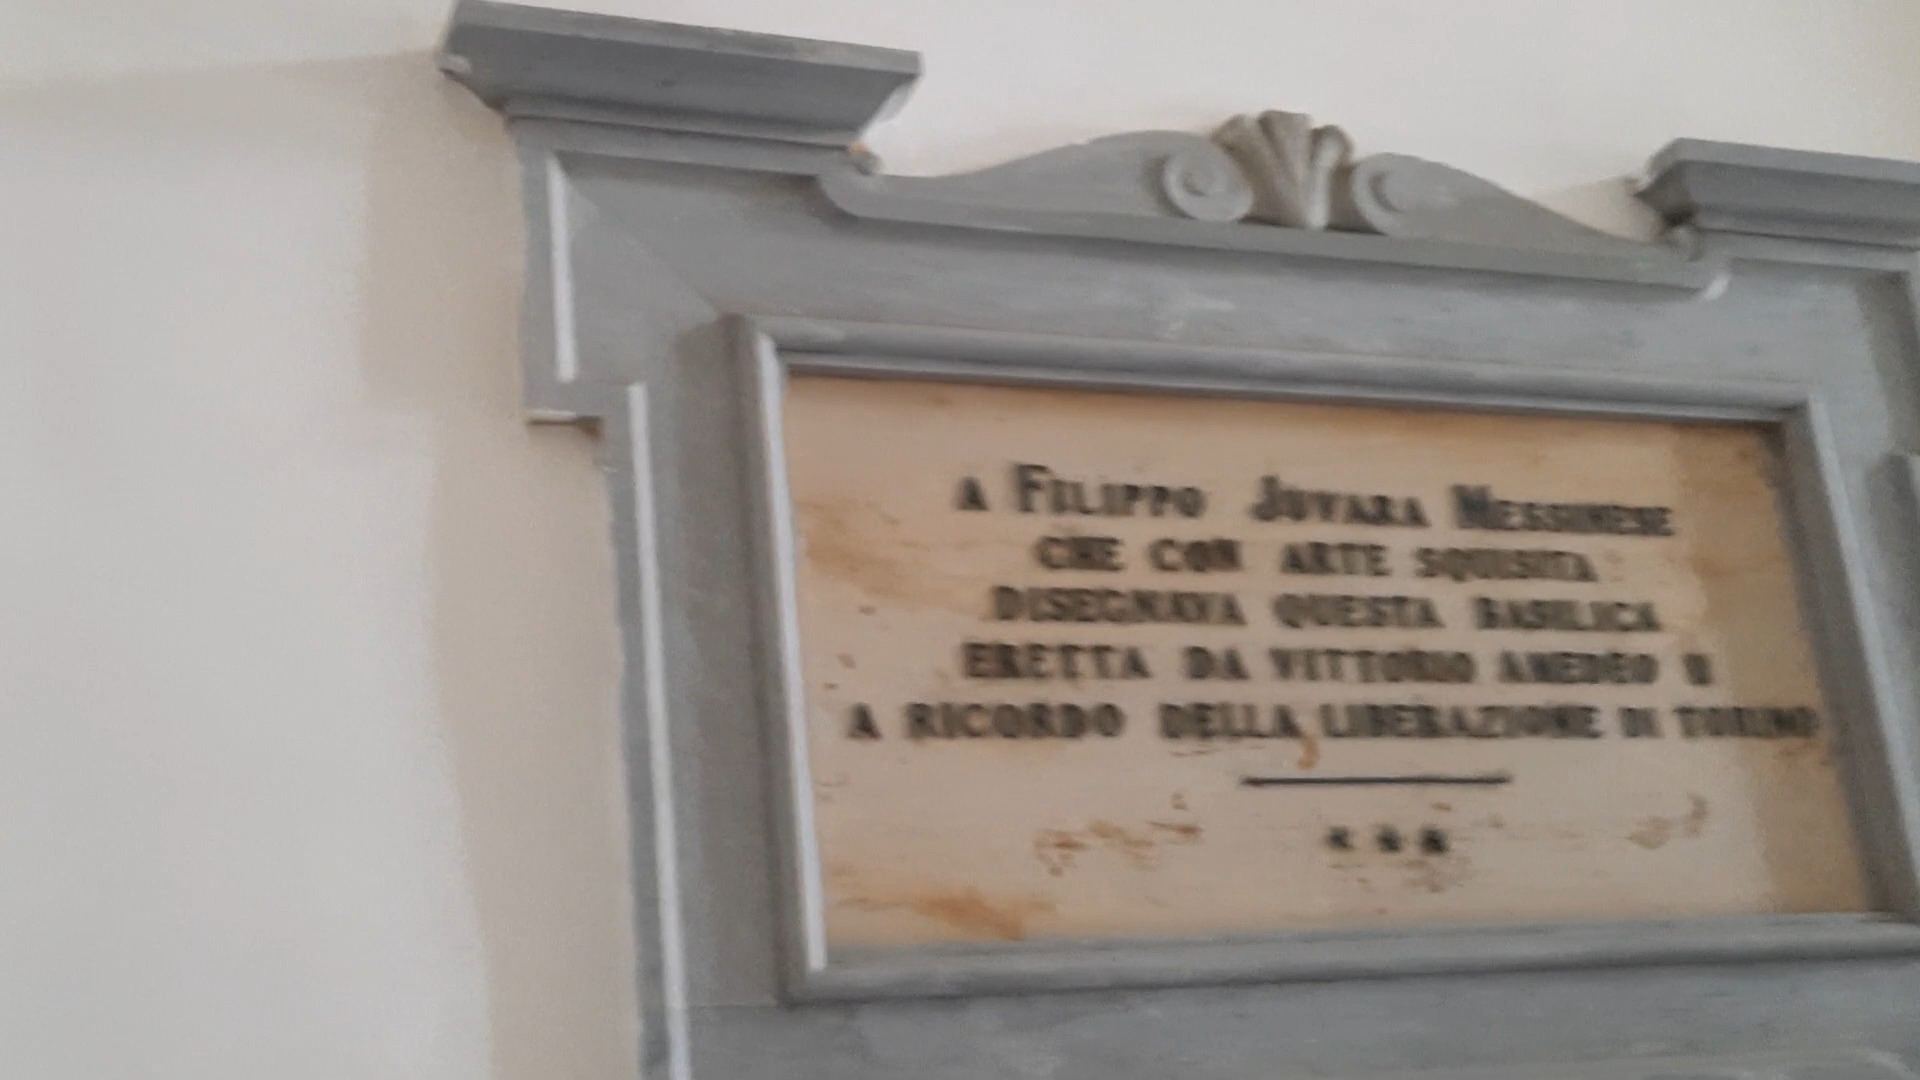 A FILIPPO JUVARA MESSINESE
CHE CON ARTE SQUISITA
DISEGNAVA QUESTA BASILICA
ERETTA DA VITTORIO AMEDEO II
A RICORDO DELLA LIBERAZIONE DI TORINO